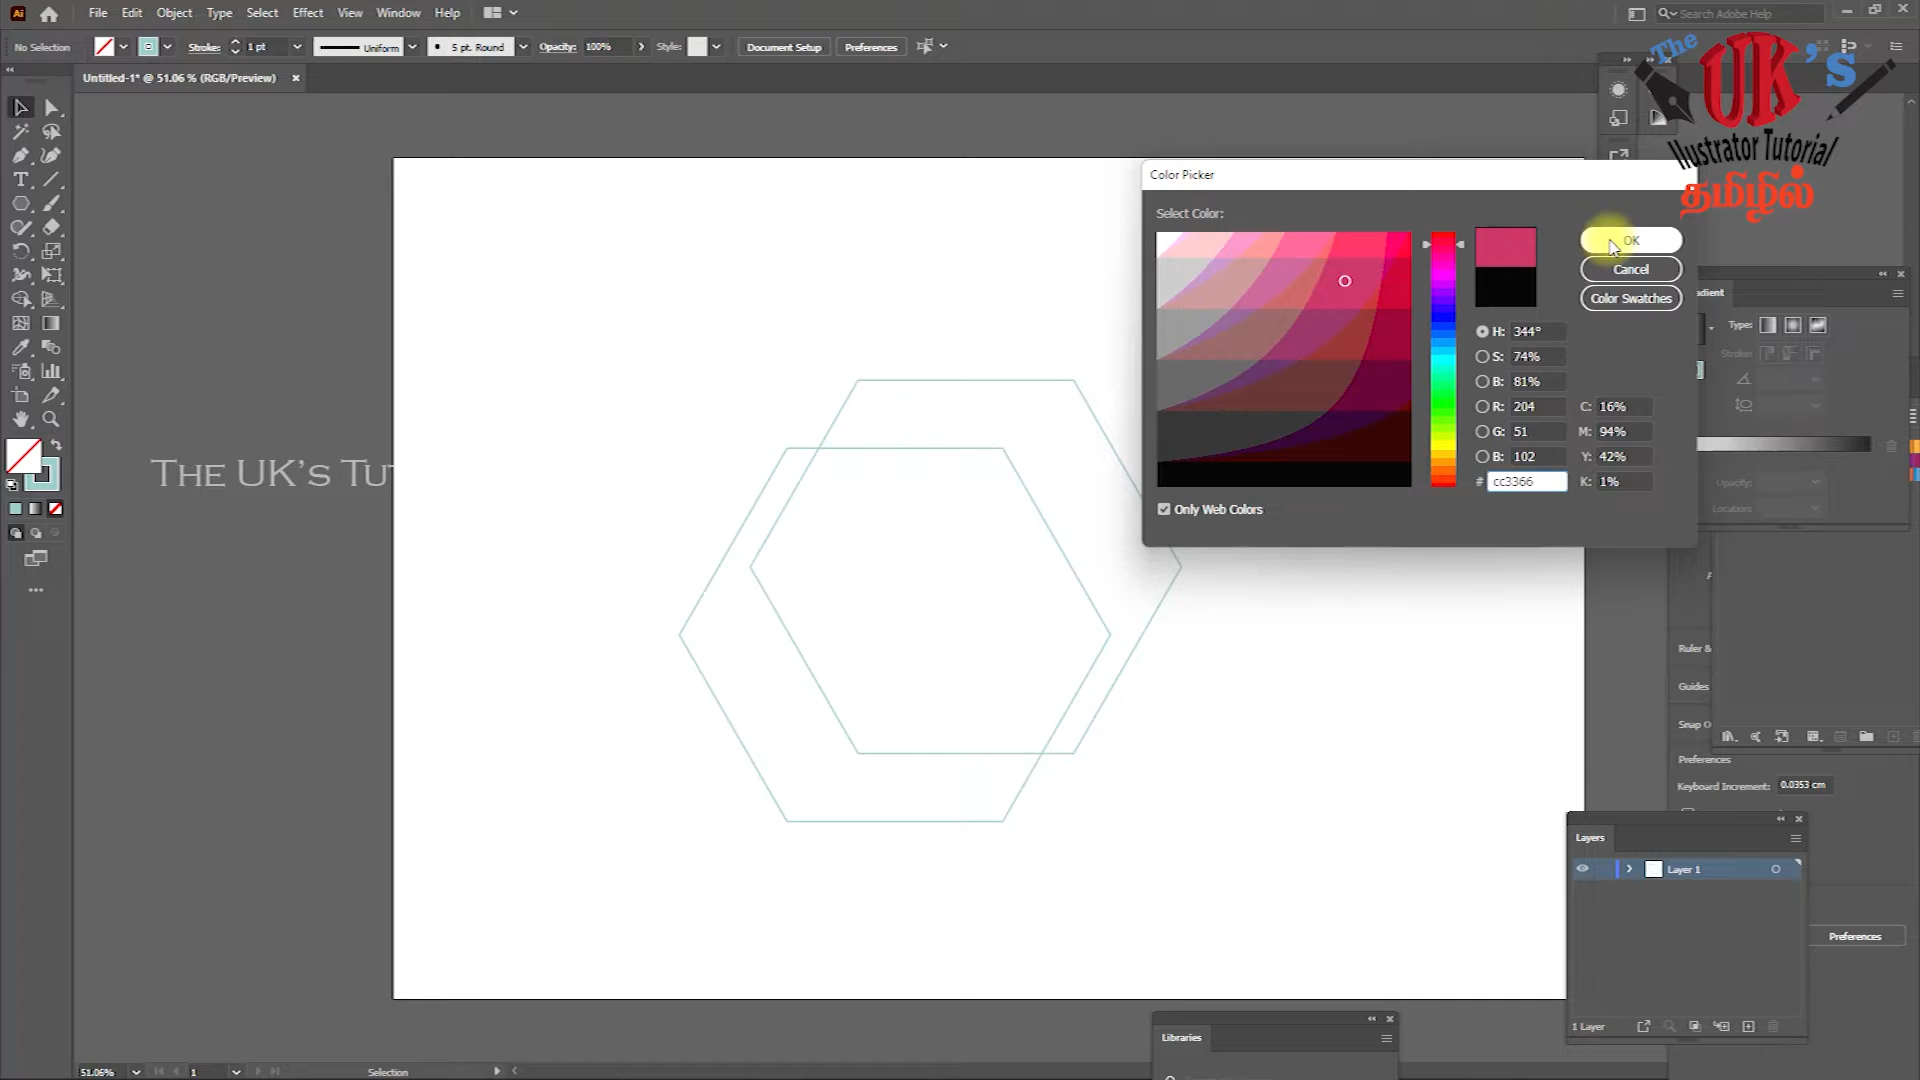 Ai File Edit Object Type Select Effect View Window Help Search Adobe Help
No Selection Stroke: 1 pt Uniform 5 pt. Round Opacity: 100% Style: Document Setup Preferences
Untitled-1* @ 51.06 % (RGB/Preview)
The UK's
Illustrator Tutorial
தமிழில்
Color Picker
Select Color:
OK
Cancel
Color Swatches
H: 344°
S: 74%
B: 81%
R: 204 C: 16%
G: 51 M: 94%
B: 102 Y: 42%
# cc3366 K: 1%
Only Web Colors
adient
Type:
Stroke:
Opacity:
Location:
THE UK'S TUT
Ruler &
Guides
Snap O
Preferences
Keyboard Increment: 0.0353 cm
Layers
Layer 1
Preferences
1 Layer
Libraries
51.06% 1 Selection